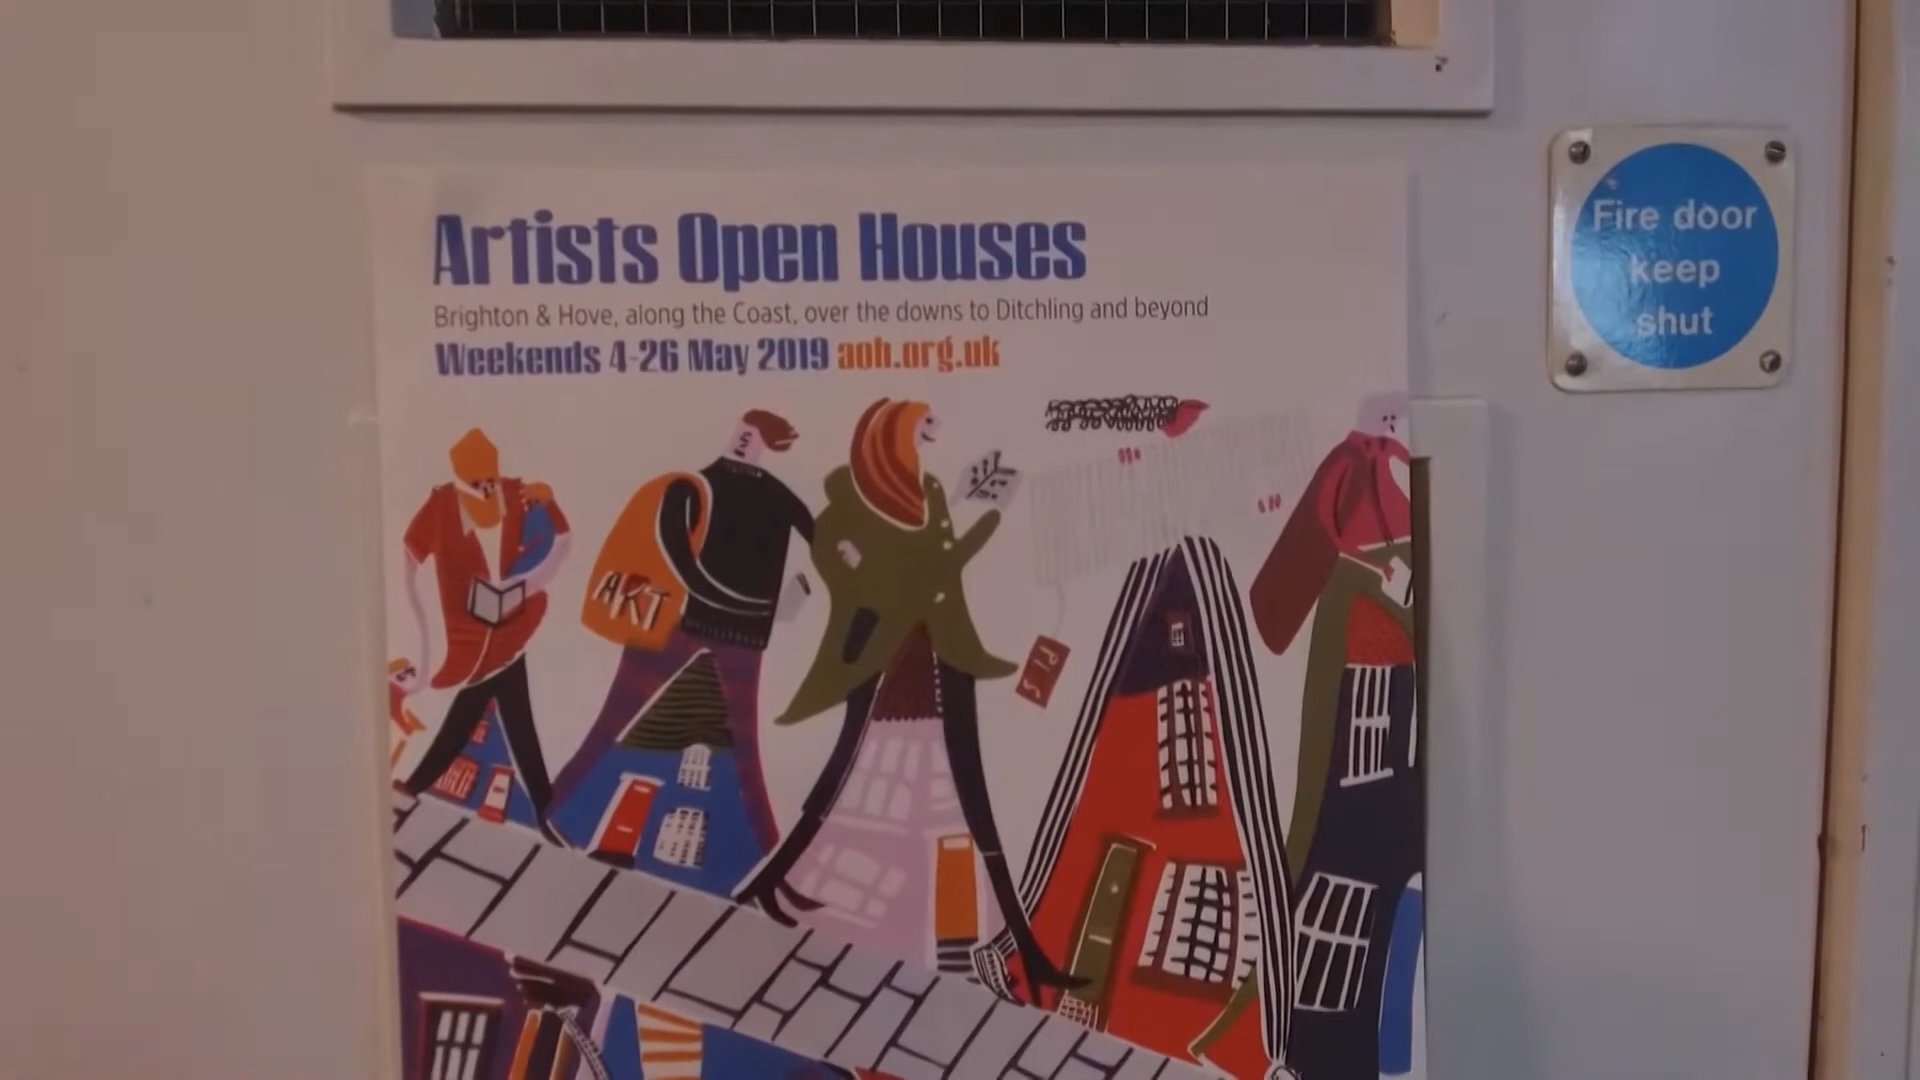 Artists Open Houses
Brighton & Hove, along the Coast, over the downs to Ditchling and beyond
Weekends 4-26 May 2019 aoh.org.uk
Fire door
keep
shut
ART